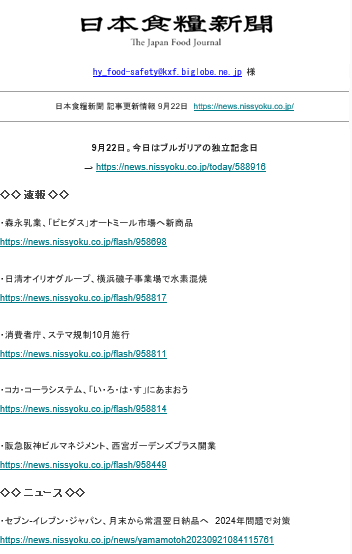 日本食糧新聞
The Japan Food Journal
hy_food-safety@kxf.biglobe.ne.jp 様
日本食糧新聞 記事更新情報 9月22日 https://news.nissyoku.co.jp/
9月22日。今日はブルガリアの独立記念日
⇀ https://news.nissyoku.co.jp/today/588916
◇◇ 速報 ◇◇
・森永乳業、「ビヒダス」オートミール市場へ新商品
https://news.nissyoku.co.jp/flash/958698
・日清オイリオグループ、横浜磯子事業場で水素混焼
https://news.nissyoku.co.jp/flash/958817
・消費者庁、ステマ規制10月施行
https://news.nissyoku.co.jp/flash/958811
・コカ・コーラシステム、「い・ろ・は・す」にあまおう
https://news.nissyoku.co.jp/flash/958814
・阪急阪神ビルマネジメント、西宮ガーデンズプラス開業
https://news.nissyoku.co.jp/flash/958449
◇◇ ニュース ◇◇
・セブン-イレブン・ジャパン、月末から常温翌日納品へ 2024年問題で対策
https://news.nissyoku.co.jp/news/yamamotoh20230921084115761